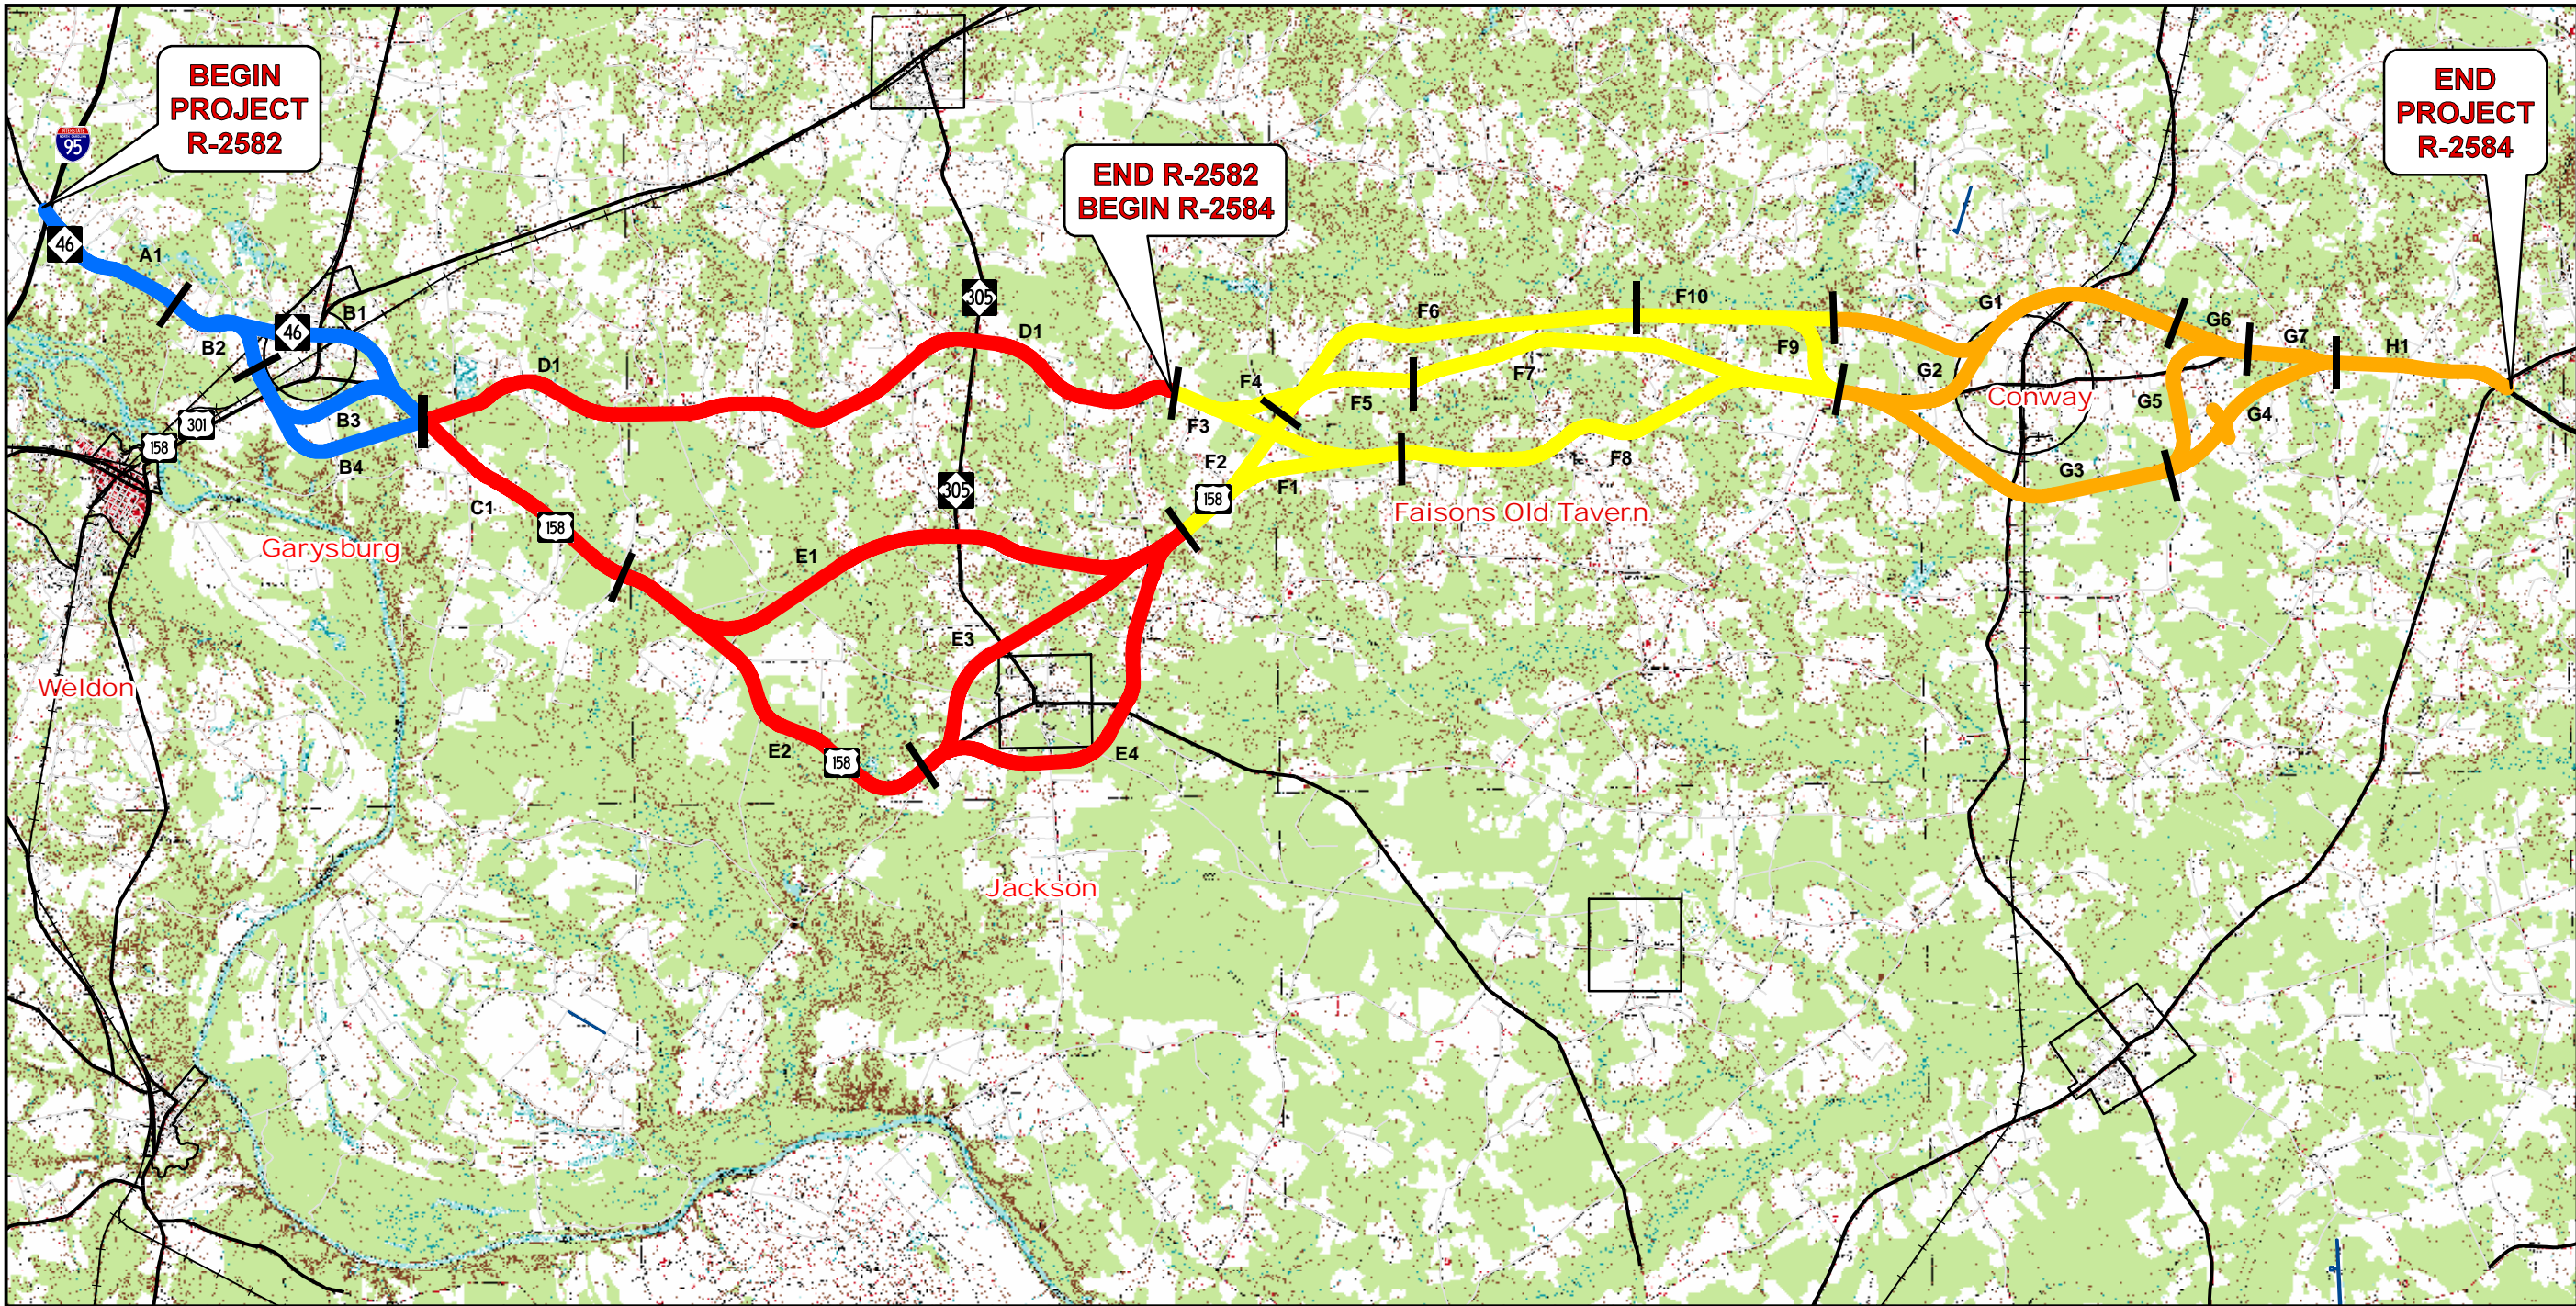 BEGIN
PROJECT
R-2582
END
PROJECT
R-2584
END R-2582
BEGIN R-2584
INTERSTATE
95
46
A1
B2
46
B1
B3
B4
301
158
D1
305
D1
C1
158
305
E1
E3
E2
158
E4
F3
F4
F2
F1
158
F5
F6
F7
F8
F10
F9
G1
G2
G3
G5
G4
G6
G7
H1
Conway
Faisons Old Tavern
Garysburg
Weldon
Jackson